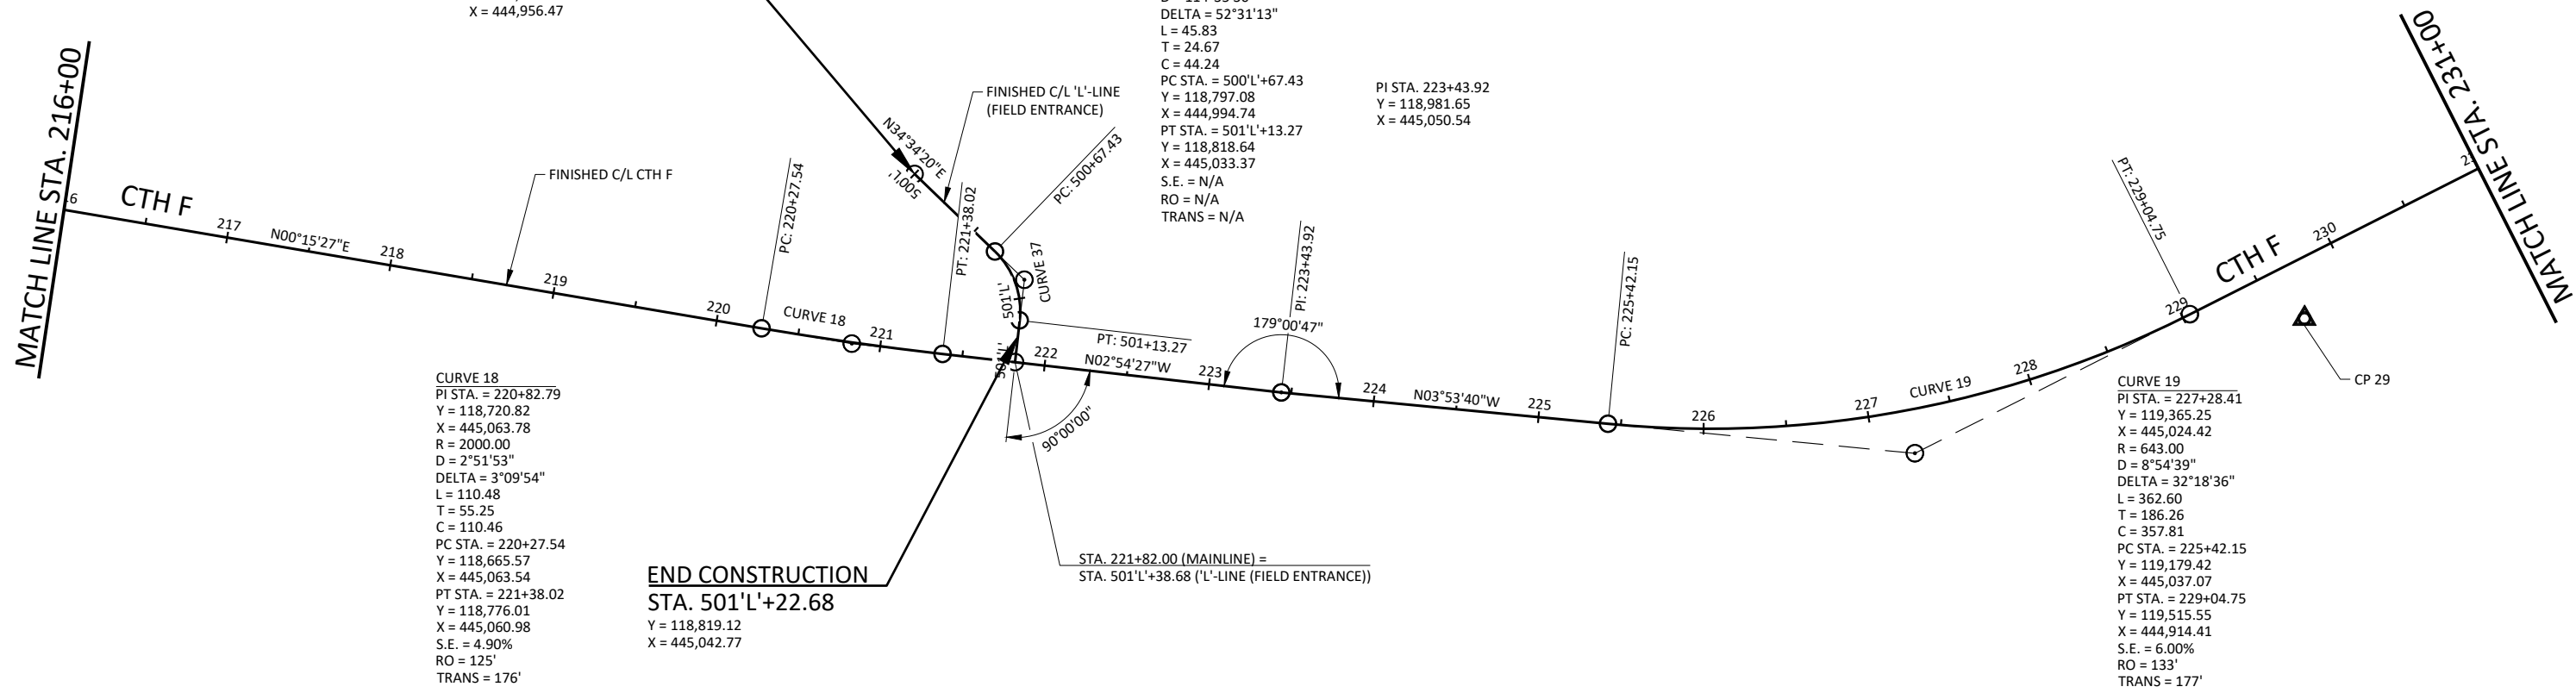 X = 444,956.47
DELTA = 52°31'13"
L = 45.83
T = 24.67
C = 44.24
PC STA. = 500'L'+67.43
Y = 118,797.08
X = 444,994.74
PT STA. = 501'L'+13.27
Y = 118,818.64
X = 445,033.37
S.E. = N/A
RO = N/A
TRANS = N/A
PI STA. 223+43.92
Y = 118,981.65
X = 445,050.54
MATCH LINE STA. 216+00
MATCH LINE STA. 231+00
FINISHED C/L 'L'-LINE
(FIELD ENTRANCE)
FINISHED C/L CTH F
CTH F
217
N00°15'27"E
218
219
220
PC: 220+27.54
CURVE 18
221
PT: 221+38.02
N34°34'20"E
500'L'
PC: 500+67.43
CURVE 37
501'L'
PT: 501+13.27
222
N02°54'27"W
223
179°00'47"
PI: 223+43.92
90°00'00"
224
N03°53'40"W
225
PC: 225+42.15
226
227
CURVE 19
228
229
PT: 229+04.75
CTH F
230
CP 29
CURVE 18
PI STA. = 220+82.79
Y = 118,720.82
X = 445,063.78
R = 2000.00
D = 2°51'53"
DELTA = 3°09'54"
L = 110.48
T = 55.25
C = 110.46
PC STA. = 220+27.54
Y = 118,665.57
X = 445,063.54
PT STA. = 221+38.02
Y = 118,776.01
X = 445,060.98
S.E. = 4.90%
RO = 125'
TRANS = 176'
END CONSTRUCTION
STA. 501'L'+22.68
Y = 118,819.12
X = 445,042.77
STA. 221+82.00 (MAINLINE) =
STA. 501'L'+38.68 ('L'-LINE (FIELD ENTRANCE))
CURVE 19
PI STA. = 227+28.41
Y = 119,365.25
X = 445,024.42
R = 643.00
D = 8°54'39"
DELTA = 32°18'36"
L = 362.60
T = 186.26
C = 357.81
PC STA. = 225+42.15
Y = 119,179.42
X = 445,037.07
PT STA. = 229+04.75
Y = 119,515.55
X = 444,914.41
S.E. = 6.00%
RO = 133'
TRANS = 177'